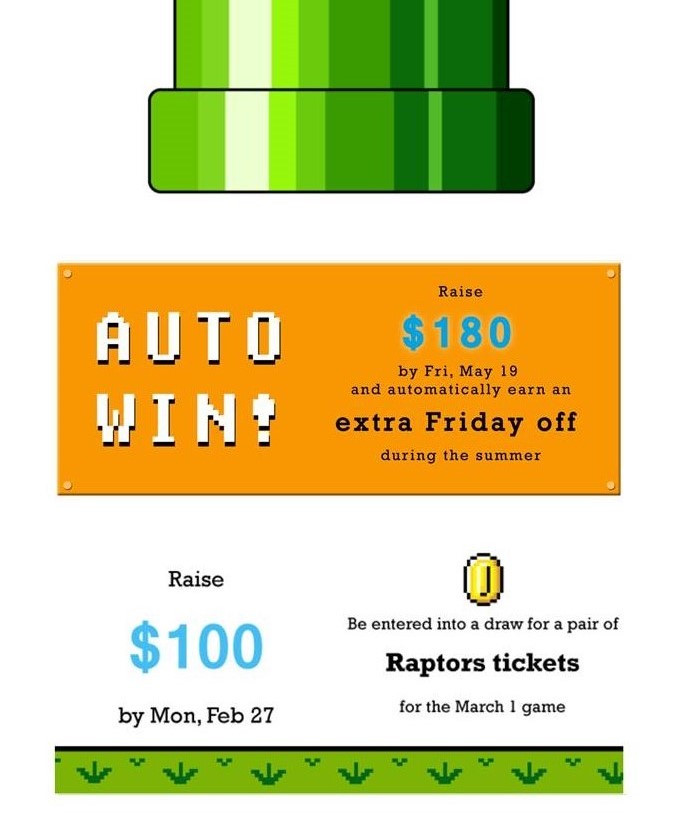 AUTO
WIN!
Raise
$180
by Fri, May 19
and automatically earn an
extra Friday off
during the summer
Raise
$100
by Mon, Feb 27
Be entered into a draw for a pair of
Raptors tickets
for the March 1 game